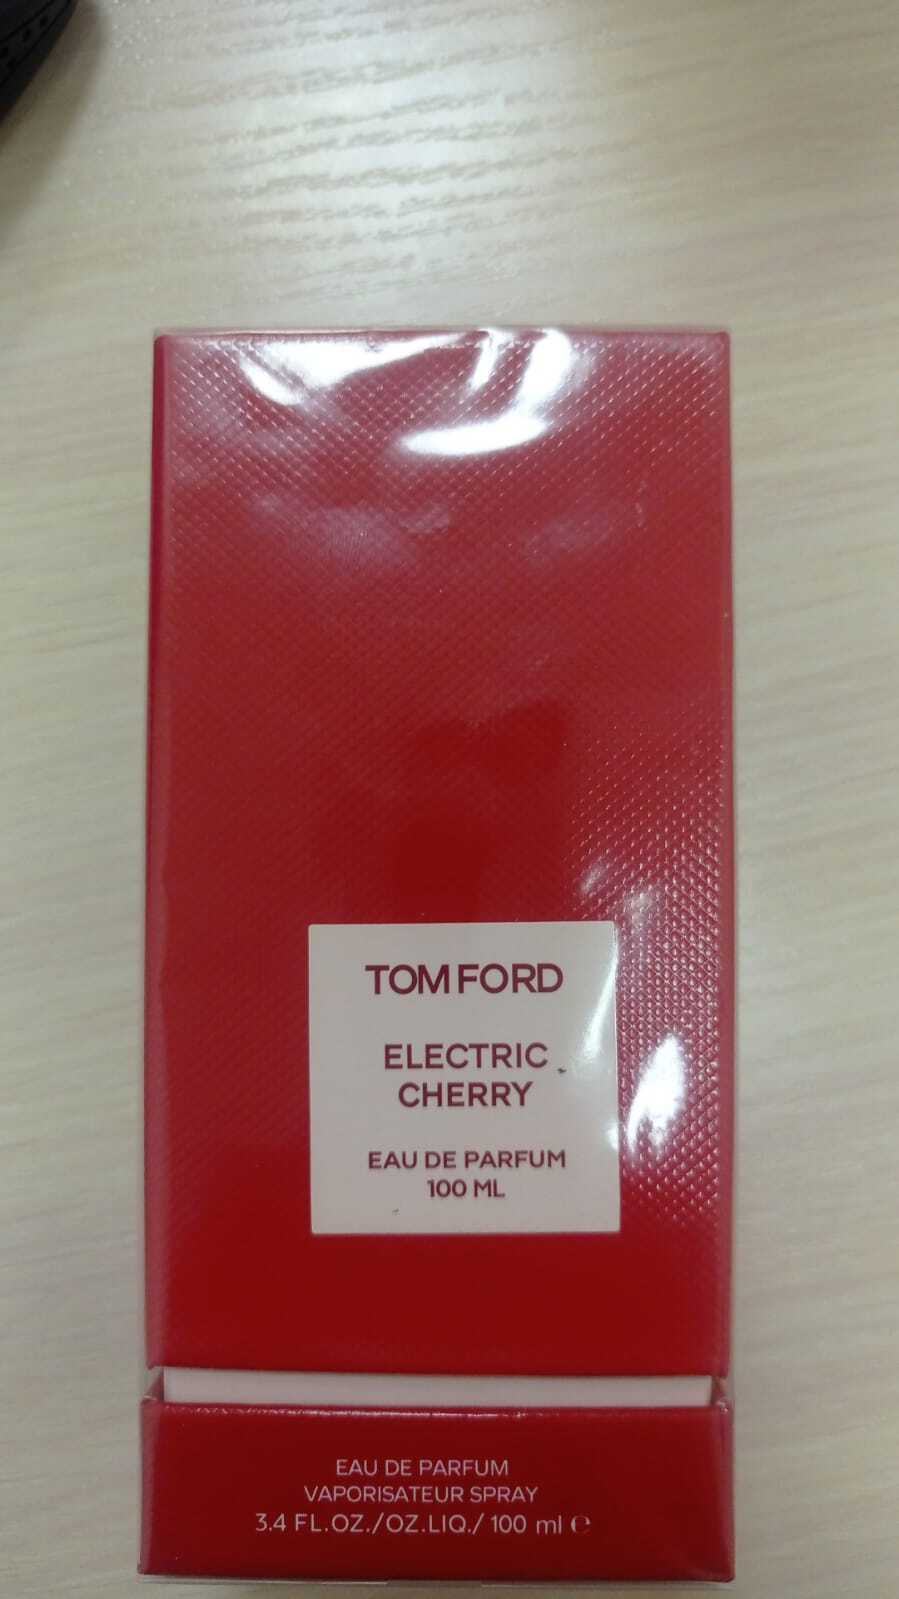 TOM FORD
ELECTRIC
CHERRY
EAU DE PARFUM
100 ML
EAU DE PARFUM
VAPORISATEUR SPRAY
3.4 FL.OZ./OZ.LIQ./ 100 ml ℮